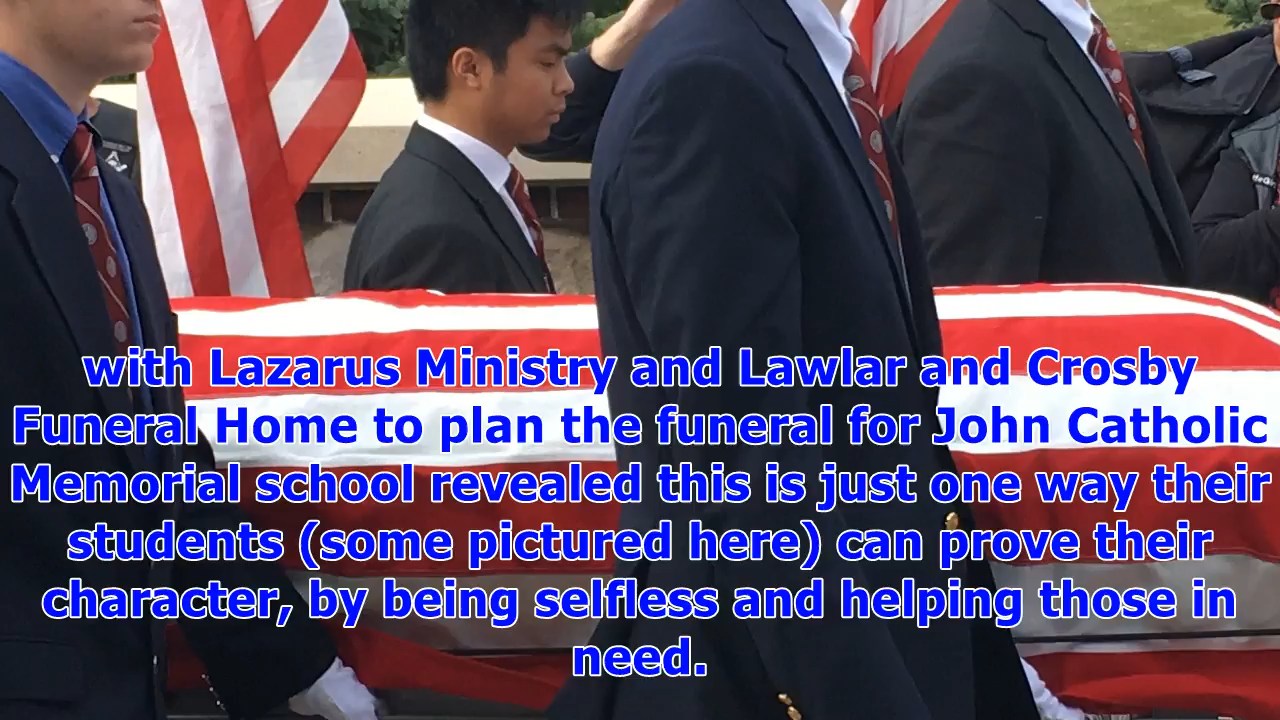 with Lazarus Ministry and Lawlar and Crosby
Funeral Home to plan the funeral for John Catholic
Memorial school revealed this is just one way their
students (some pictured here) can prove their
character, by being selfless and helping those in
need.